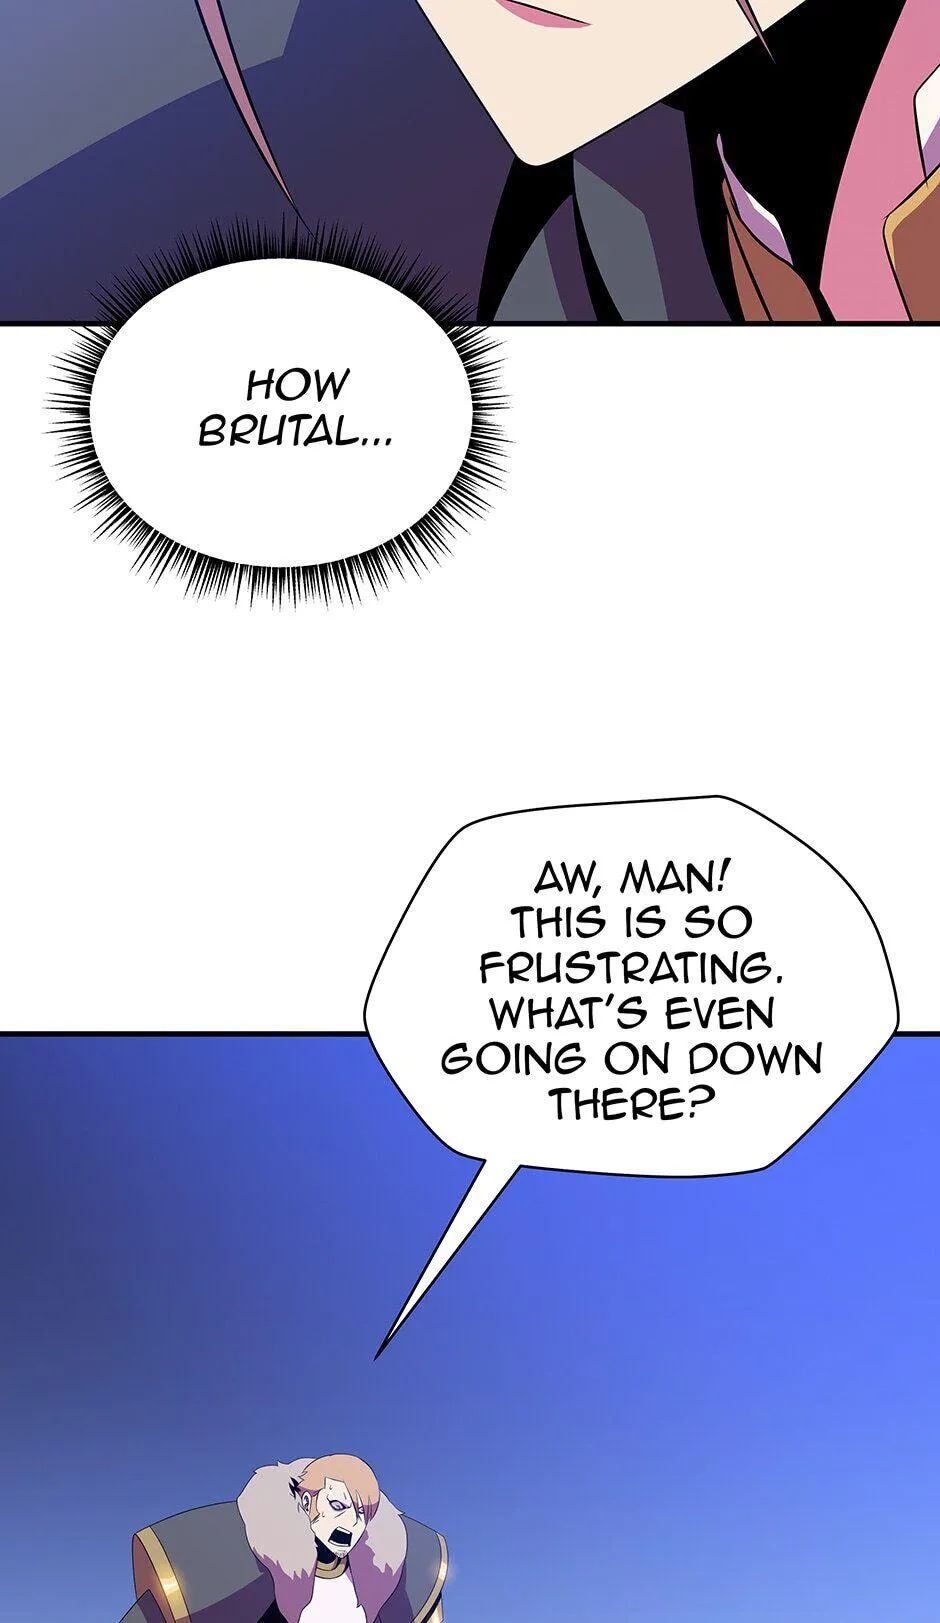 HOW
BRUTAL...
AW, MAN!
THIS IS SO
FRUSTRATING.
WHAT'S EVEN
GOING ON DOWN
THERE?